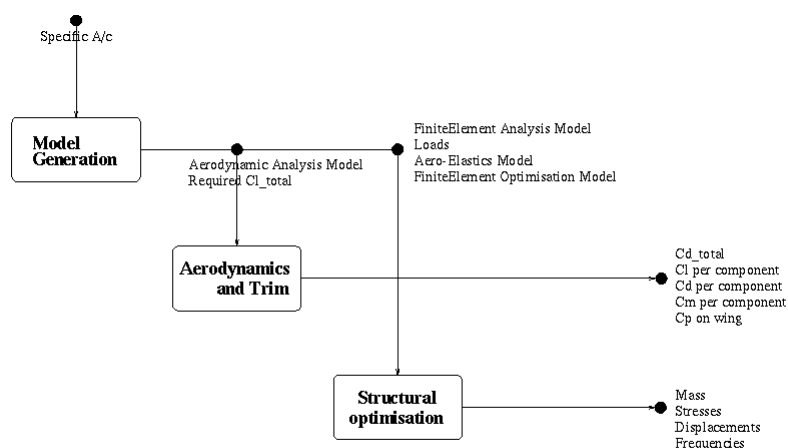 Specific A/c
Model
Generation
Aerodynamic Analysis Model
Required Cl_total
FiniteElement Analysis Model
Loads
Aero-Elastics Model
FiniteElement Optimisation Model
Aerodynamics
and Trim
Cd_total
Cl per component
Cd per component
Cm per component
Cp on wing
Structural
optimisation
Mass
Stresses
Displacements
Frequencies